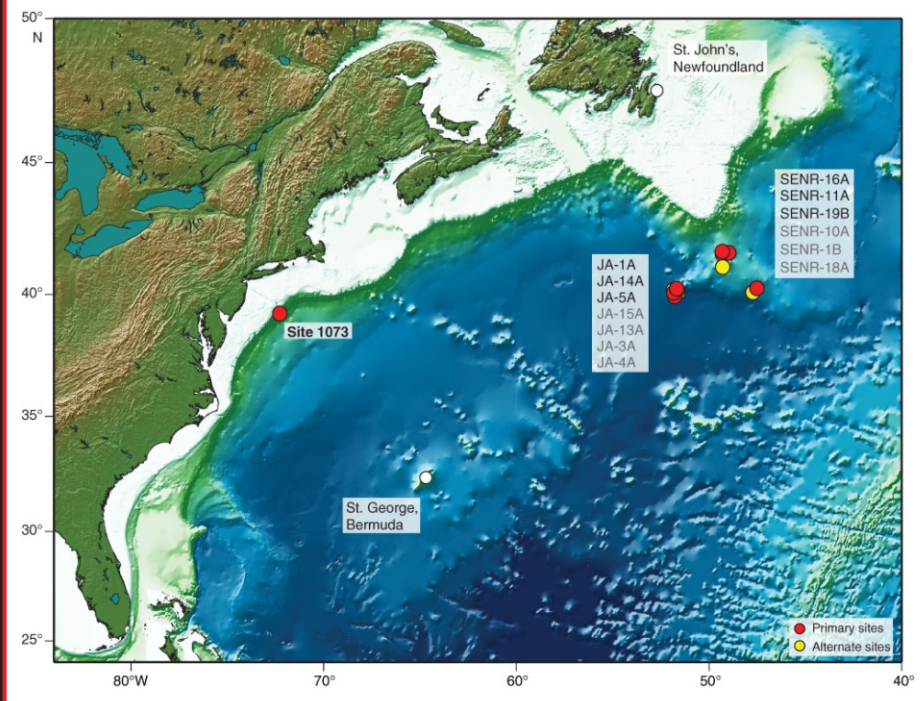 50°
N
St. John's,
Newfoundland
45°
SENR-16A
SENR-11A
SENR-19B
SENR-10A
SENR-1B
SENR-18A
JA-1A
JA-14A
JA-5A
JA-15A
JA-13A
JA-3A
JA-4A
40°
Site 1073
35°
St. George,
Bermuda
30°
25°
Primary sites
Alternate sites
80°W
70°
60°
50°
40°